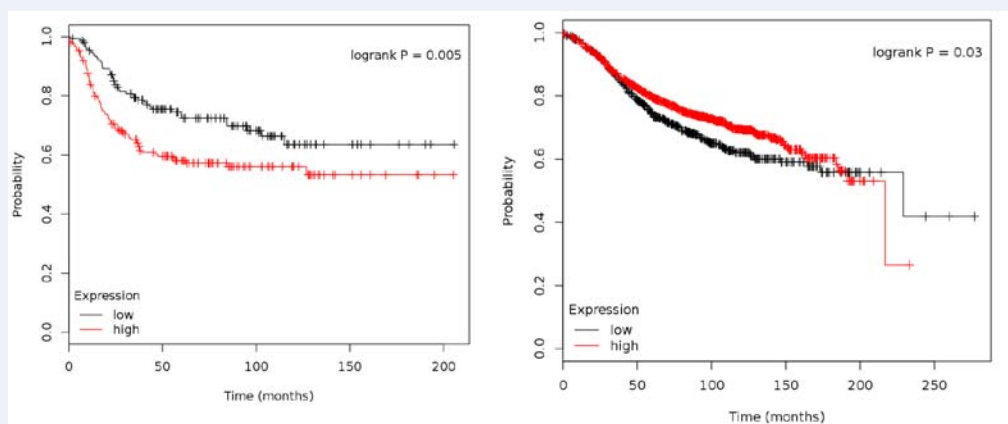 logrank P = 0.005
Probability
1.0
0.8
0.6
0.4
0.2
0.0
Expression
low
high
0 50 100 150 200
Time (months)
logrank P = 0.03
Probability
1.0
0.8
0.6
0.4
0.2
0.0
Expression
low
high
0 50 100 150 200 250
Time (months)